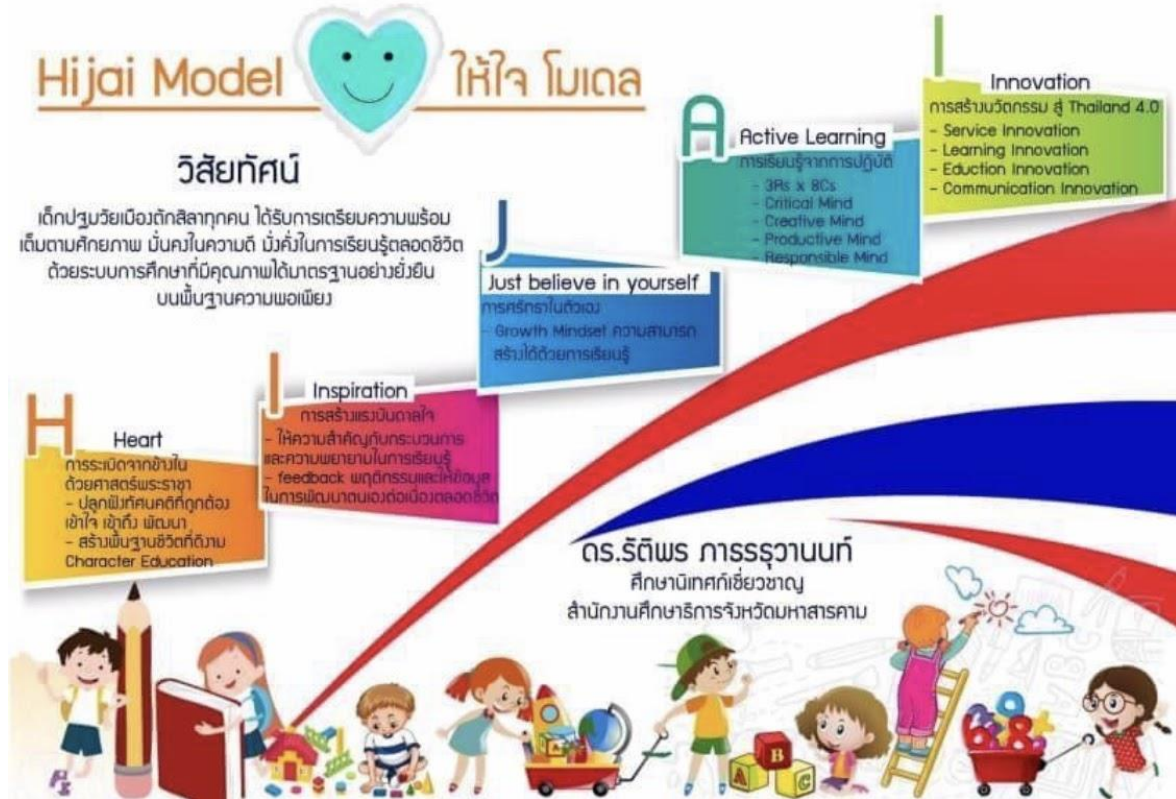 Hijai Model ให้ใจ โมเดล
วิสัยทัศน์
เด็กปฐมวัยเมืองตักสิลาทุกคน ได้รับการเตรียมความพร้อม
เต็มตามศักยภาพ มั่นคงในความดี มั่งคั่งในการเรียนรู้ตลอดชีวิต
ด้วยระบบการศึกษาที่มีคุณภาพได้มาตรฐานอย่างยั่งยืน
บนพื้นฐานความพอเพียง
H
Heart
การระเบิดจากข้างใน
ด้วยศาสตร์พระราชา
- ปลูกฝังทัศนคติที่ถูกต้อง
เข้าใจ เข้าถึง พัฒนา
- สร้างพื้นฐานชีวิตที่ดีงาม
Character Education
I
Inspiration
การสร้างแรงบันดาลใจ
- ให้ความสำคัญกับกระบวนการ
และความพยายามในการเรียนรู้
- feedback พฤติกรรมและให้ข้อมูล
ในการพัฒนาตนเองต่อเนื่องตลอดชีวิต
J
Just believe in yourself
การศรัทธาในตัวเอง
- Growth Mindset ความสามารถ
สร้างได้ด้วยการเรียนรู้
A
Active Learning
การเรียนรู้จากการปฏิบัติ
- 3Rs x 8Cs
- Critical Mind
- Creative Mind
- Productive Mind
- Responsible Mind
I
Innovation
การสร้างนวัตกรรม สู่ Thailand 4.0
- Service Innovation
- Learning Innovation
- Eduction Innovation
- Communication Innovation
ดร.รัติพร ภารรธุวานนท์
ศึกษานิเทศก์เชี่ยวชาญ
สำนักงานศึกษาธิการจังหวัดมหาสารคาม
A B C